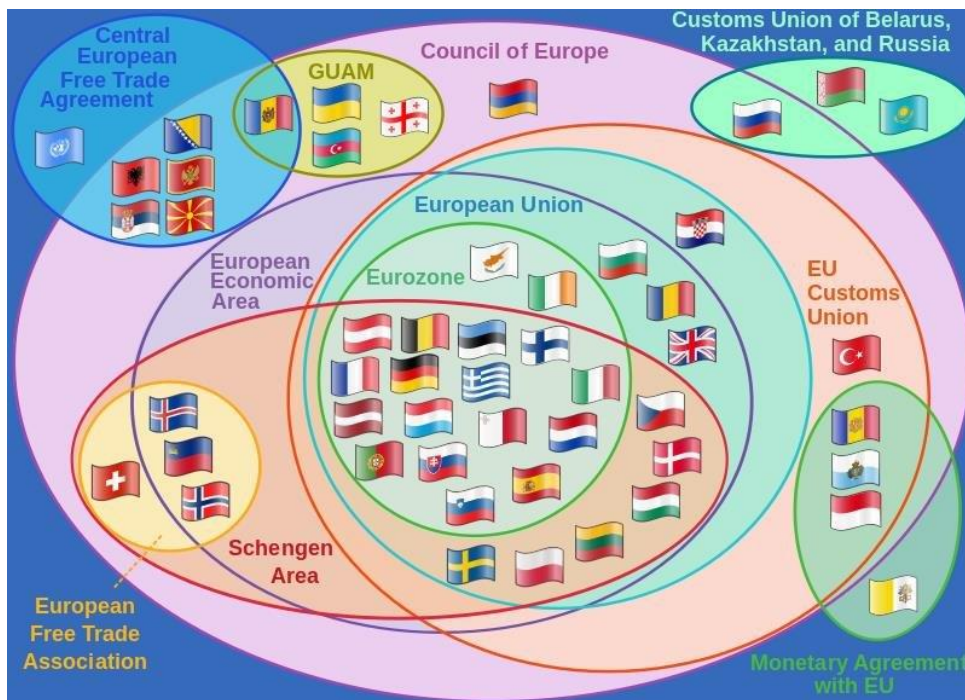 Central
European
Free Trade
Agreement
GUAM
Council of Europe
Customs Union of Belarus,
Kazakhstan, and Russia
European Union
European
Economic
Area
Eurozone
EU
Customs
Union
Schengen
Area
European
Free Trade
Association
Monetary Agreement
with EU